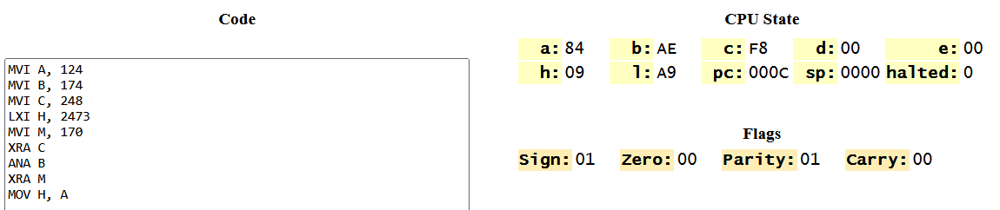 Code
MVI A, 124
MVI B, 174
MVI C, 248
LXI H, 2473
MVI M, 170
XRA C
ANA B
XRA M
MOV H, A
CPU State
a: 84 b: AE c: F8 d: 00 e: 00
h: 09 l: A9 pc: 000C sp: 0000 halted: 0
Flags
Sign: 01 Zero: 00 Parity: 01 Carry: 00